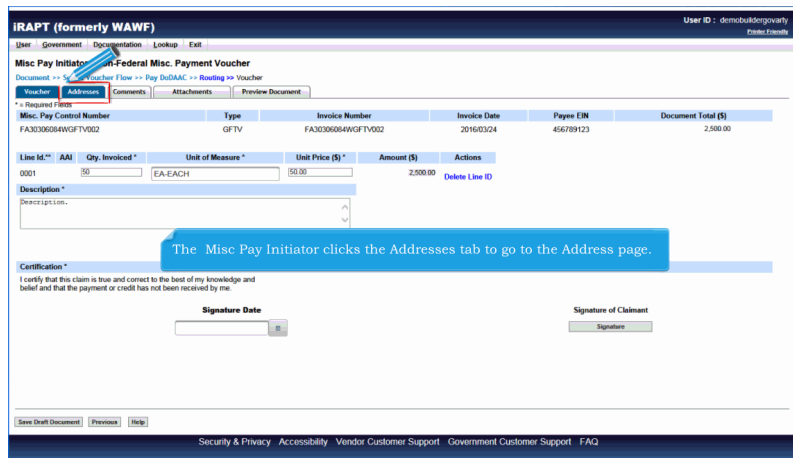 iRAPT (formerly WAWF)
User ID : demobuildergovarty
Printer Friendly
User Government Documentation Lookup Exit
Misc Pay Initiator Non-Federal Misc. Payment Voucher
Document >> Voucher Flow >> Pay DoDAAC >> Routing >> Voucher
Voucher Addresses Comments Attachments Preview Document
* = Required Fields
Misc. Pay Control Number Type Invoice Number Invoice Date Payee EIN Document Total ($)
FA30306084WGFTV002 GFTV FA30306084WGFTV002 2016/03/24 456789123 2,500.00
Line Id.** AAI Qty. Invoiced * Unit of Measure * Unit Price ($) * Amount ($) Actions
0001 50 EA-EACH 50.00 2,500.00 Delete Line ID
Description *
Description.
The Misc Pay Initiator clicks the Addresses tab to go to the Address page.
Certification *
I certify that this claim is true and correct to the best of my knowledge and
belief and that the payment or credit has not been received by me.
Signature Date Signature of Claimant
Signature
Save Draft Document Previous Help
Security & Privacy Accessibility Vendor Customer Support Government Customer Support FAQ